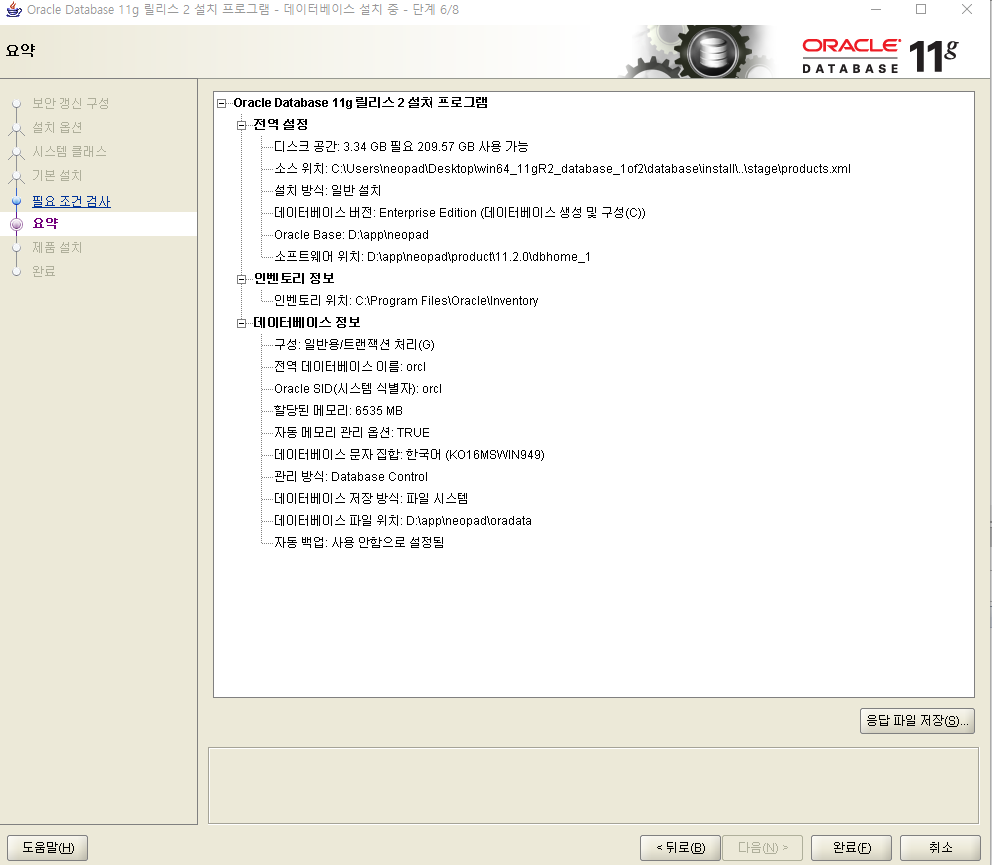 Oracle Database 11g 릴리스 2 설치 프로그램 - 데이터베이스 설치 중 - 단계 6/8
요약
ORACLE
DATABASE
11g
보안 갱신 구성
설치 옵션
시스템 클래스
기본 설치
필요 조건 검사
요약
제품 설치
완료
Oracle Database 11g 릴리스 2 설치 프로그램
전역 설정
디스크 공간: 3.34 GB 필요 209.57 GB 사용 가능
소스 위치: C:\Users\neopad\Desktop\win64_11gR2_database_1of2\database\install\..\stage\products.xml
설치 방식: 일반 설치
데이터베이스 버전: Enterprise Edition (데이터베이스 생성 및 구성(C))
Oracle Base: D:\app\neopad
소프트웨어 위치: D:\app\neopad\product\11.2.0\dbhome_1
인벤토리 정보
인벤토리 위치: C:\Program Files\Oracle\Inventory
데이터베이스 정보
구성: 일반용/트랜잭션 처리(G)
전역 데이터베이스 이름: orcl
Oracle SID(시스템 식별자): orcl
할당된 메모리: 6535 MB
자동 메모리 관리 옵션: TRUE
데이터베이스 문자 집합: 한국어 (KO16MSWIN949)
관리 방식: Database Control
데이터베이스 저장 방식: 파일 시스템
데이터베이스 파일 위치: D:\app\neopad\oradata
자동 백업: 사용 안함으로 설정됨
응답 파일 저장(S)...
도움말(H)
< 뒤로(B)
다음(N) >
완료(F)
취소